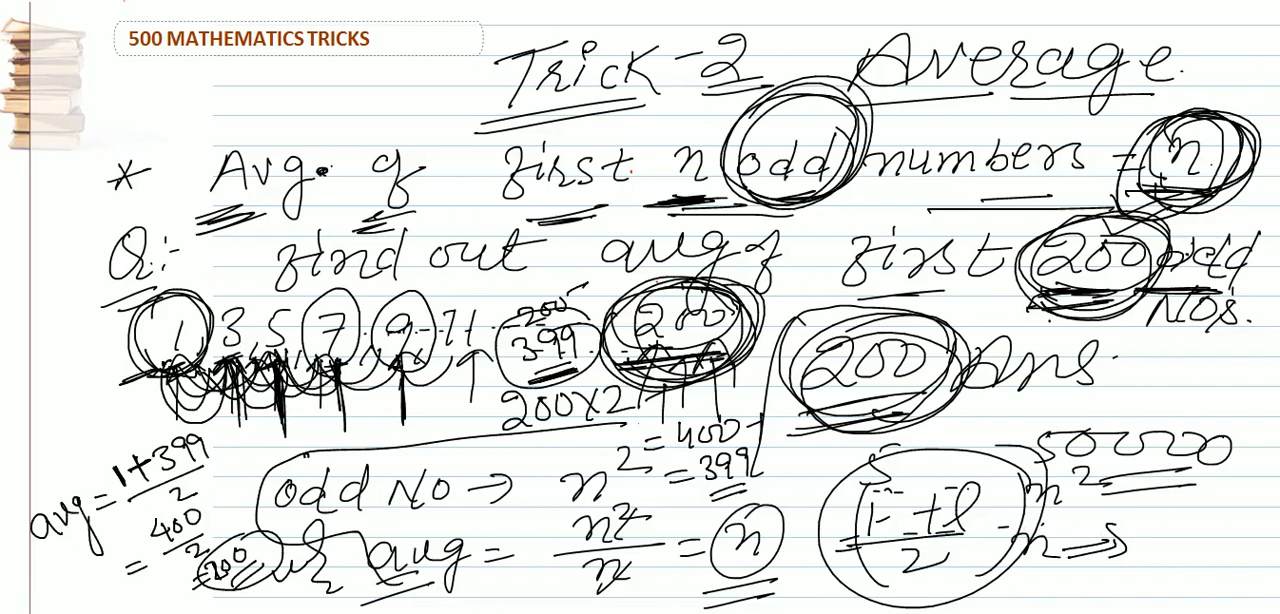 500 MATHEMATICS TRICKS
Trick-2 Average
* Avg. of first n odd numbers = n
Q:- find out avg of first 200 odd Nos.
1, 3, 5, 7, 9, 11 399 200 200 Ans.
200X2 = 400-1
= 399
avg = 1+399/2
= 400/2
= 200
odd No → n²
avg = n²/n = n
F+l/2
n²